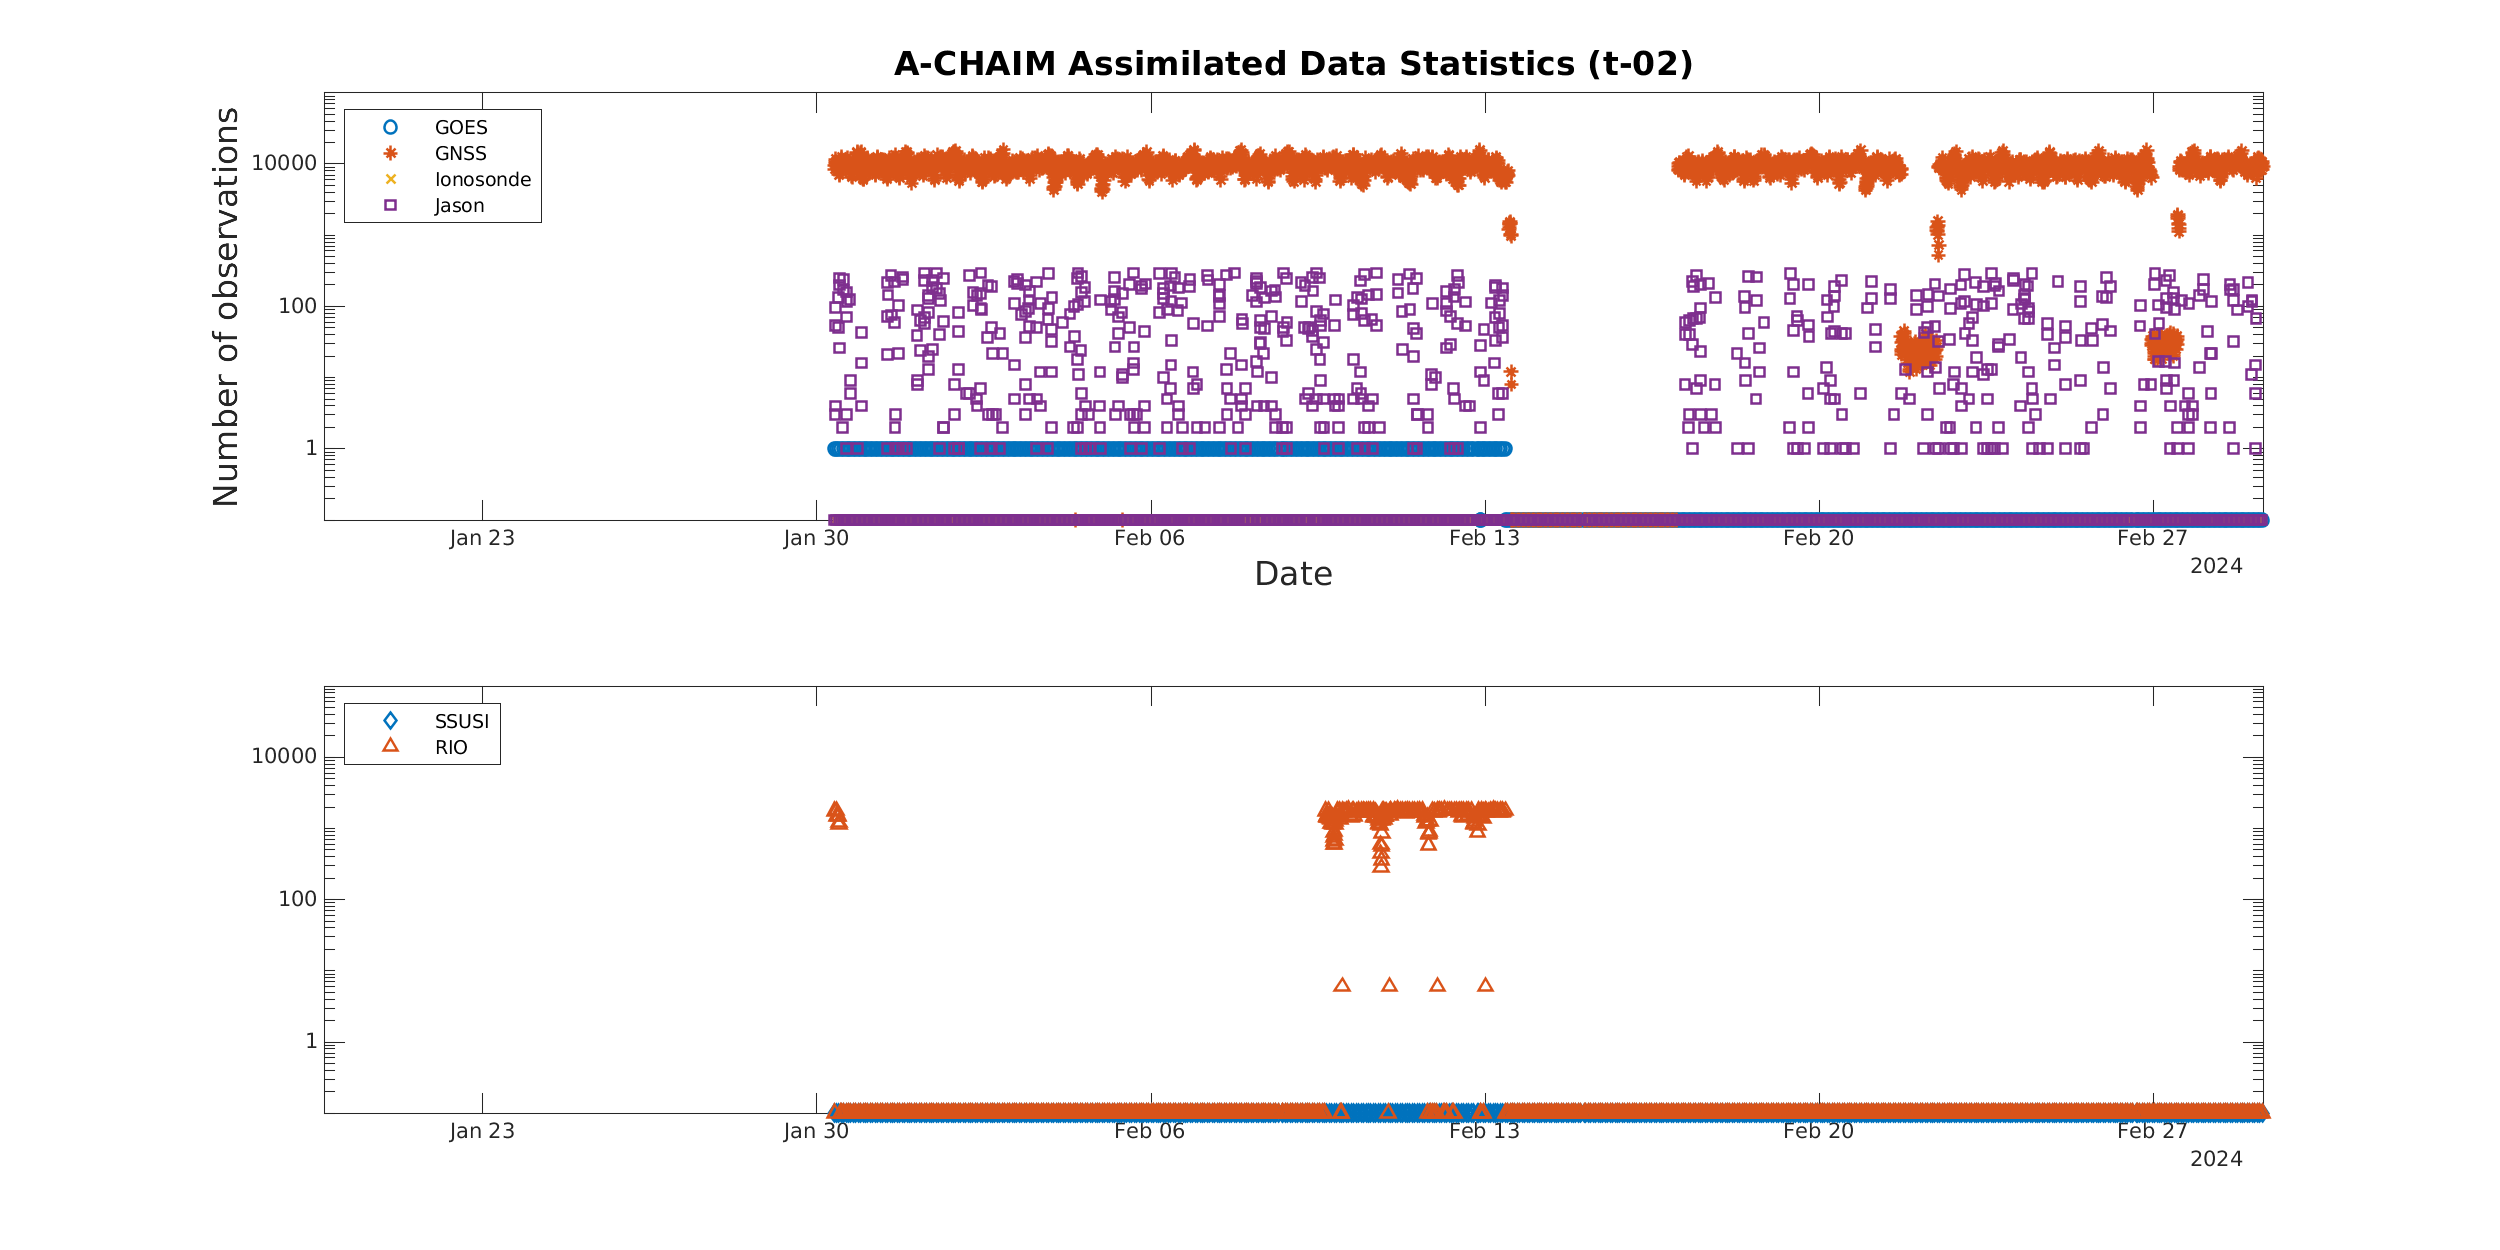 A-CHAIM Assimilated Data Statistics (t-02)
Number of observations
10000
100
1
GOES
GNSS
Ionosonde
Jason
Jan 23
Jan 30
Feb 06
Feb 13
Feb 20
Feb 27
2024
Date
10000
100
1
SSUSI
RIO
Jan 23
Jan 30
Feb 06
Feb 13
Feb 20
Feb 27
2024